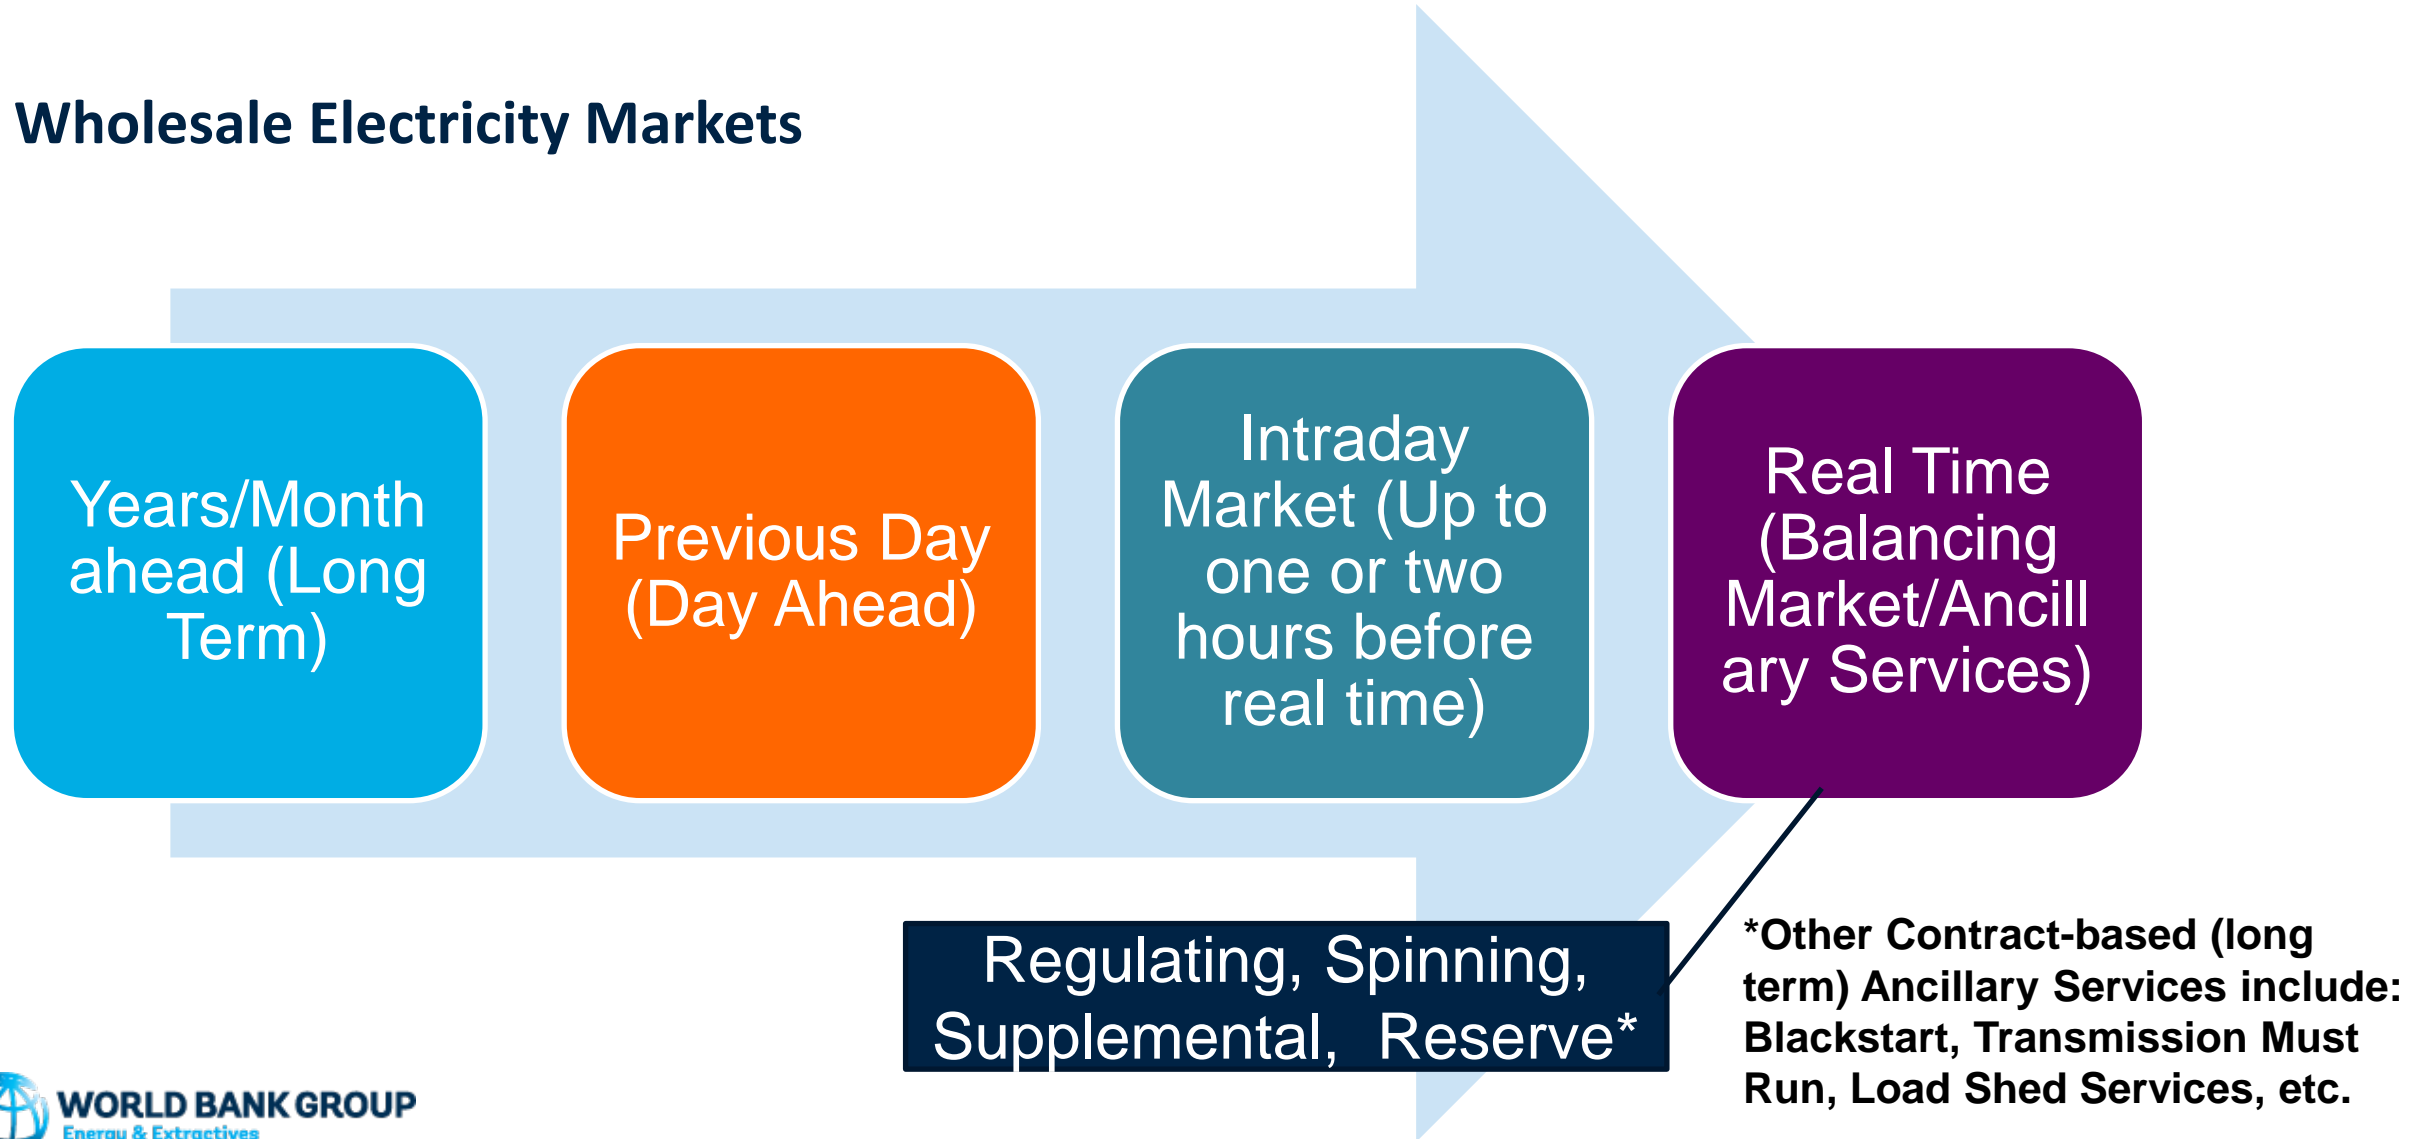 Wholesale Electricity Markets
Years/Month
ahead (Long
Term)
Previous Day
(Day Ahead)
Intraday
Market (Up to
one or two
hours before
real time)
Real Time
(Balancing
Market/Ancill
ary Services)
Regulating, Spinning,
Supplemental, Reserve*
*Other Contract-based (long
term) Ancillary Services include:
Blackstart, Transmission Must
Run, Load Shed Services, etc.
WORLD BANK GROUP
Energy & Extractives